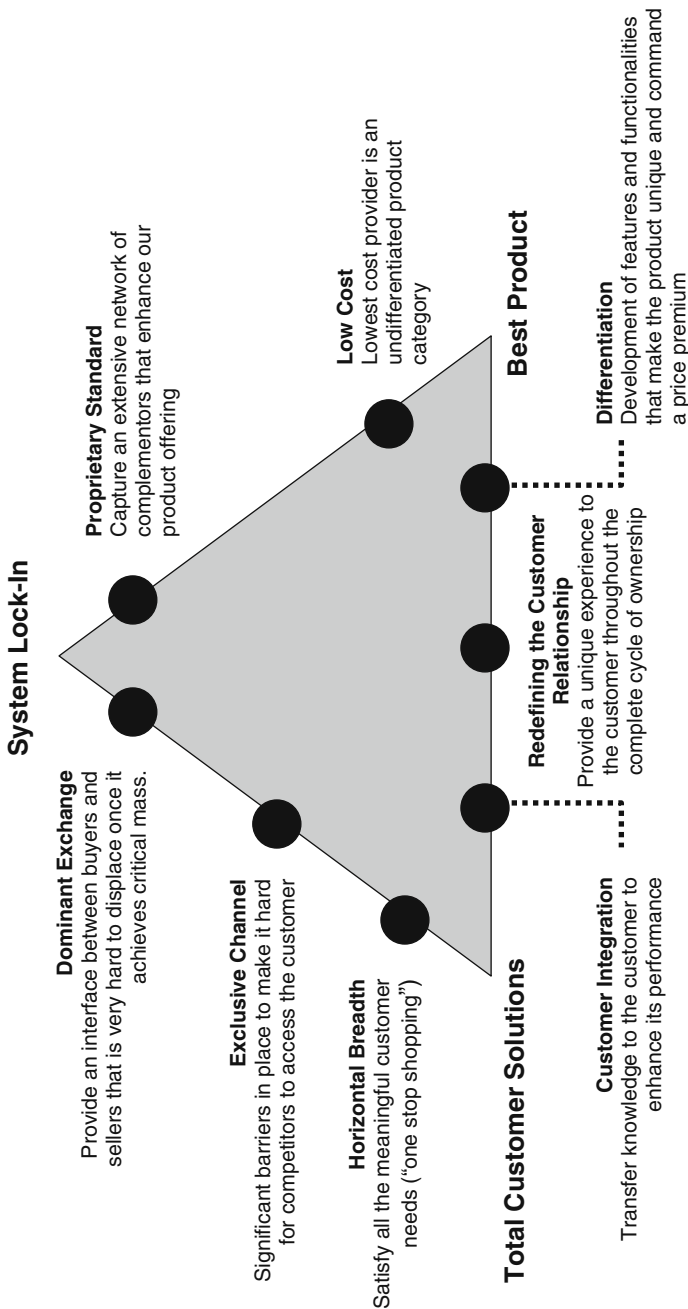 System Lock-In
Dominant Exchange
Provide an interface between buyers and
sellers that is very hard to displace once it
achieves critical mass.
Proprietary Standard
Capture an extensive network of
complementors that enhance our
product offering
Exclusive Channel
Significant barriers in place to make it hard
for competitors to access the customer
Low Cost
Lowest cost provider is an
undifferentiated product
category
Horizontal Breadth
Satisfy all the meaningful customer
needs (“one stop shopping”)
Total Customer Solutions
Best Product
Customer Integration
Transfer knowledge to the customer to
enhance its performance
Redefining the Customer
Relationship
Provide a unique experience to
the customer throughout the
complete cycle of ownership
Differentiation
Development of features and functionalities
that make the product unique and command
a price premium